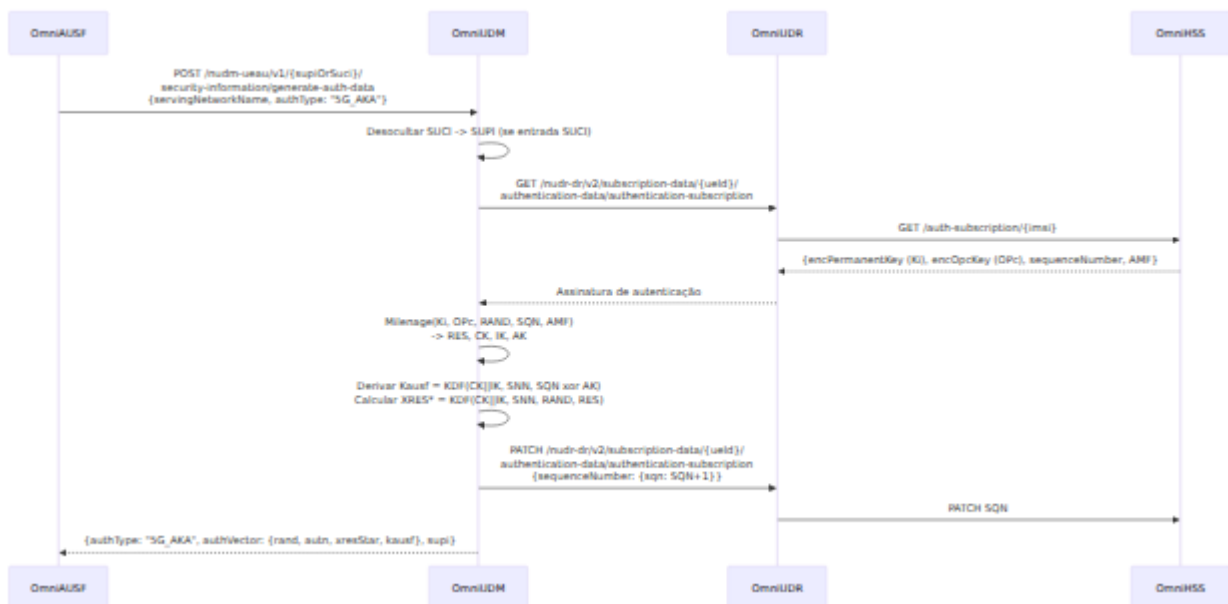 OmniAUSF
OmniUDM
OmniUDR
OmniHSS
POST /nudm-ueau/v1/{supiOrSuci}/
security-information/generate-auth-data
{servingNetworkName, authType: "5G_AKA"}
Desocultar SUCI -> SUPI (se entrada SUCI)
GET /nudr-dr/v2/subscription-data/{ueId}/
authentication-data/authentication-subscription
GET /auth-subscription/{imsi}
{encPermanentKey (Ki), encOpcKey (OPc), sequenceNumber, AMF}
Assinatura de autenticação
Milenage(Ki, OPc, RAND, SQN, AMF)
-> RES, CK, IK, AK
Derivar Kausf = KDF(CK||IK, SNN, SQN xor AK)
Calcular XRES* = KDF(CK||IK, SNN, RAND, RES)
PATCH /nudr-dr/v2/subscription-data/{ueId}/
authentication-data/authentication-subscription
{sequenceNumber: {sqn: SQN+1}}
PATCH SQN
{authType: "5G_AKA", authVector: {rand, autn, xresStar, kausf}, supi}
OmniAUSF
OmniUDM
OmniUDR
OmniHSS